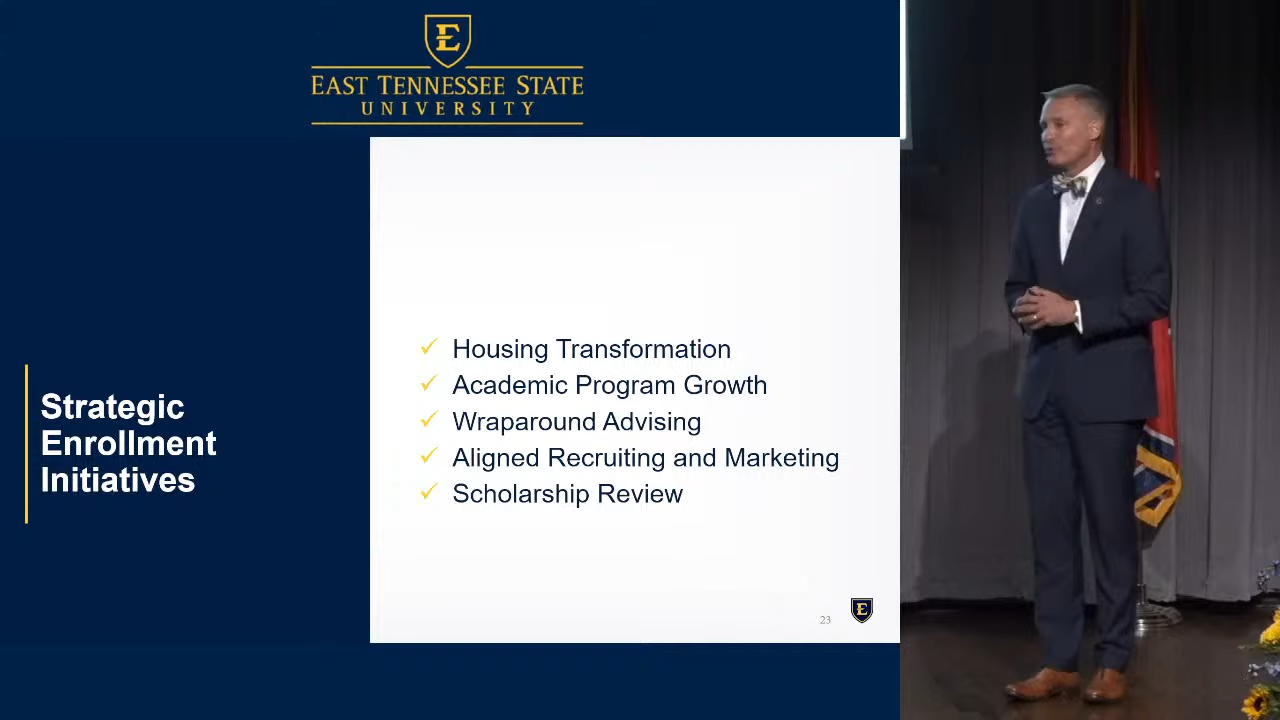 E
EAST TENNESSEE STATE
UNIVERSITY
Strategic
Enrollment
Initiatives
Housing Transformation
Academic Program Growth
Wraparound Advising
Aligned Recruiting and Marketing
Scholarship Review
23
E